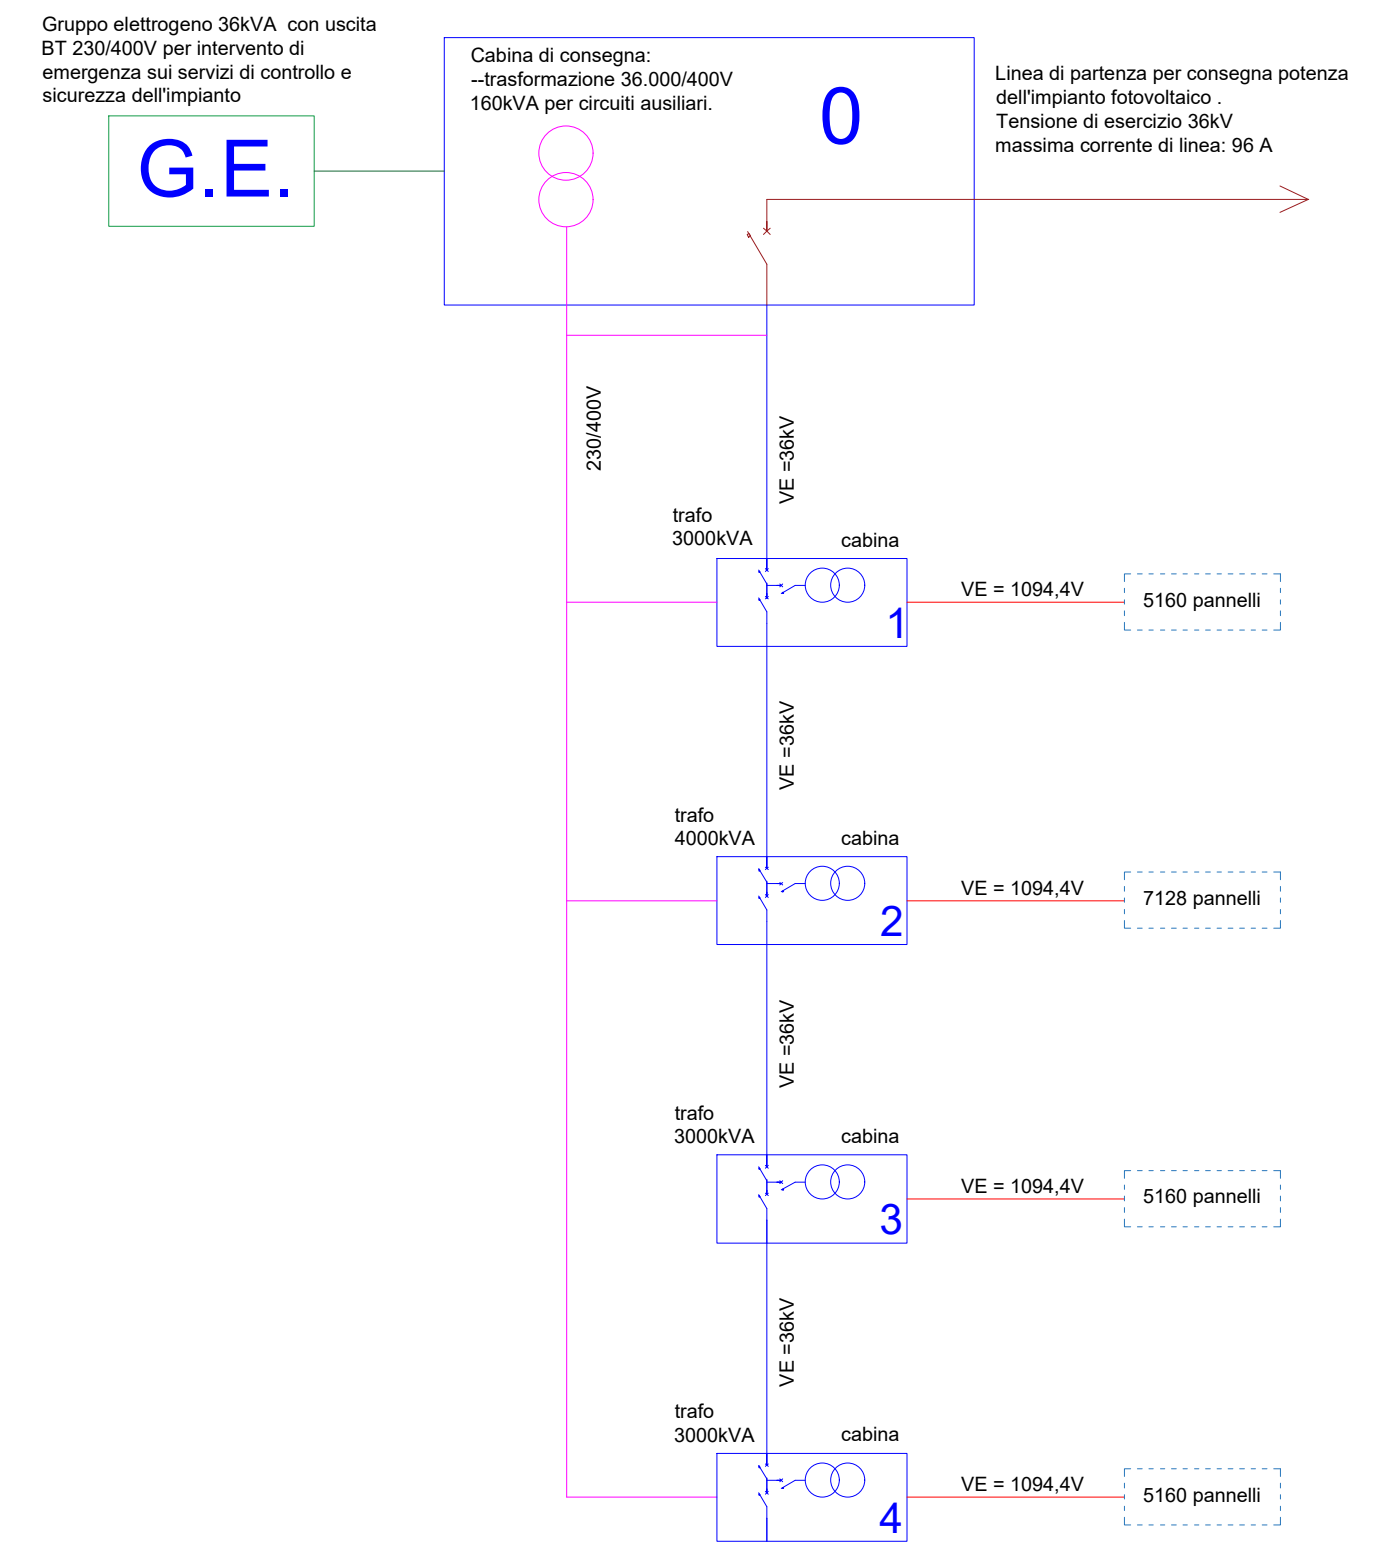 Gruppo elettrogeno 36kVA  con uscita
BT 230/400V per intervento di
emergenza sui servizi di controllo e
sicurezza dell'impianto
G.E.
Cabina di consegna:
--trasformazione 36.000/400V
160kVA per circuiti ausiliari.
0
Linea di partenza per consegna potenza
dell'impianto fotovoltaico .
Tensione di esercizio 36kV
massima corrente di linea: 96 A
230/400V
VE =36kV
trafo
3000kVA
cabina
1
VE = 1094,4V
5160 pannelli
VE =36kV
trafo
4000kVA
cabina
2
VE = 1094,4V
7128 pannelli
VE =36kV
trafo
3000kVA
cabina
3
VE = 1094,4V
5160 pannelli
VE =36kV
trafo
3000kVA
cabina
4
VE = 1094,4V
5160 pannelli